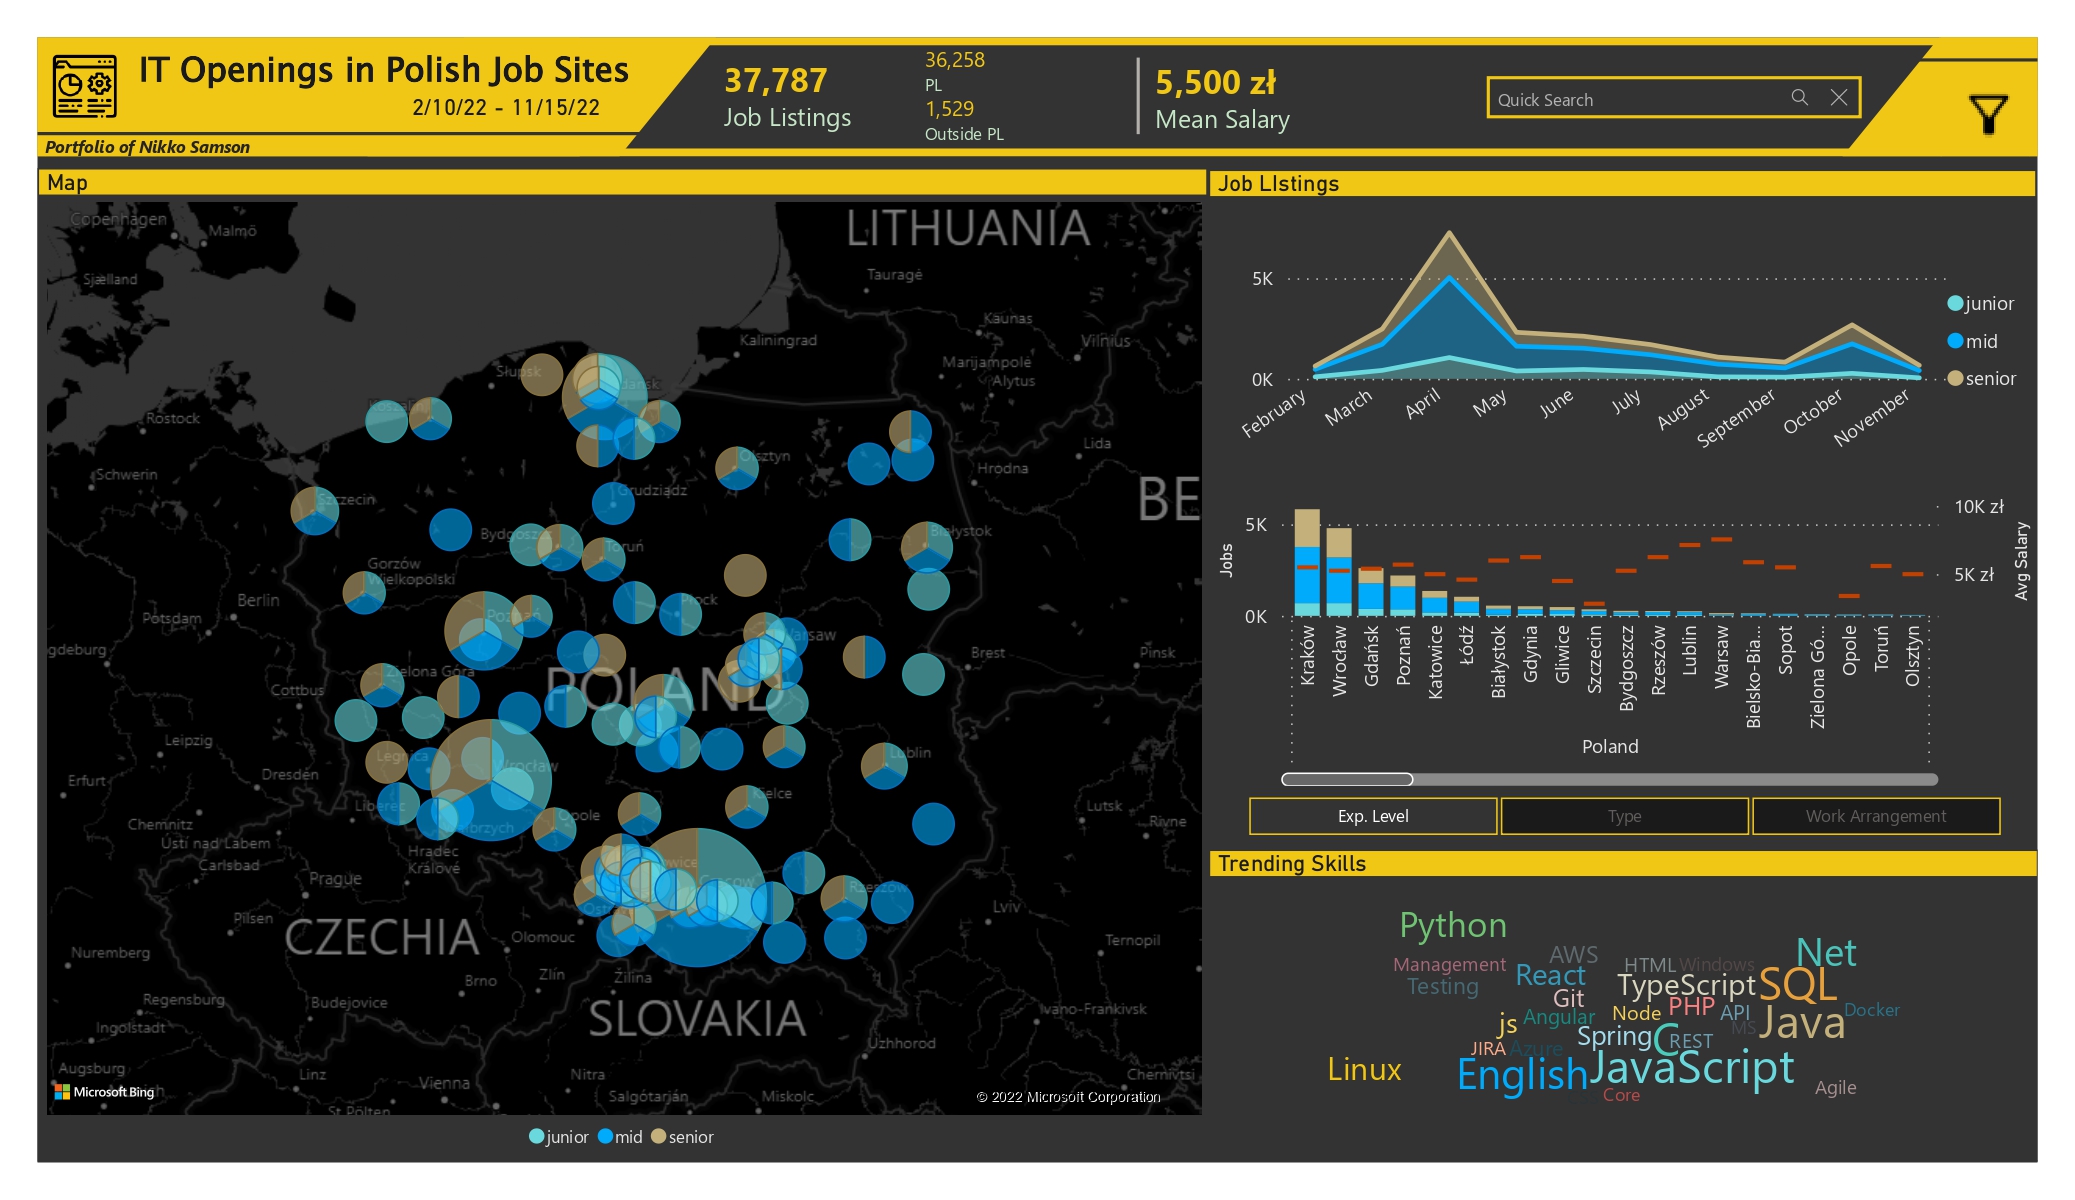 IT Openings in Polish Job Sites
2/10/22 - 11/15/22
Portfolio of Nikko Samson
37,787
Job Listings
36,258
PL
1,529
Outside PL
5,500 zł
Mean Salary
Quick Search
Map
Copenhagen
Malmö
Sjælland
LITHUANIA
Tauragė
Kaunas
Vilnius
Marijampolė
Alytus
Kaliningrad
Słupsk
Rostock
Lida
Hrodna
Schwerin
Szczecin
Olsztyn
Grudziądz
BE
Bydgoszcz
Toruń
Białystok
Gorzów
Wielkopolski
Berlin
Potsdam
Poznań
Płock
Warsaw
Brest
Pinsk
gdeburg
Zielona Góra
Cottbus
POLAND
Leipzig
Legnica
Wrocław
Lublin
Erfurt
Dresden
Liberec
Kielce
Lutsk
Rivne
Chemnitz
Opole
Ústí nad Labem
Carlsbad
Hradec
Králové
Prague
Rzeszów
Pilsen
CZECHIA
Olomouc
Lviv
Ternopil
Nuremberg
Brno
Zlín
Žilina
Regensburg
Budejovice
SLOVAKIA
Ivano-Frankivsk
Ingolstadt
Uzhhorod
Augsburg
Linz
Vienna
Nitra
Salgótarján
Miskolc
Chernivtsi
St Pölten
Microsoft Bing
© 2022 Microsoft Corporation
junior mid senior
Job LIstings
5K
0K
February March April May June July August September October November
junior
mid
senior
Jobs
5K
0K
10K zł
5K zł
Avg Salary
Kraków Wrocław Gdańsk Poznań Katowice Łódź Białystok Gdynia Gliwice Szczecin Bydgoszcz Rzeszów Lublin Warsaw Bielsko-Bia... Sopot Zielona Gó... Opole Toruń Olsztyn
Poland
Exp. Level
Type
Work Arrangement
Trending Skills
Python
AWS
Net
Management
React
HTML
Windows
Testing
TypeScript
SQL
Git
PHP
API
Docker
js
Angular
Node
MS
Java
Spring
C
REST
JIRA
Azure
Linux
English
JavaScript
Agile
Core